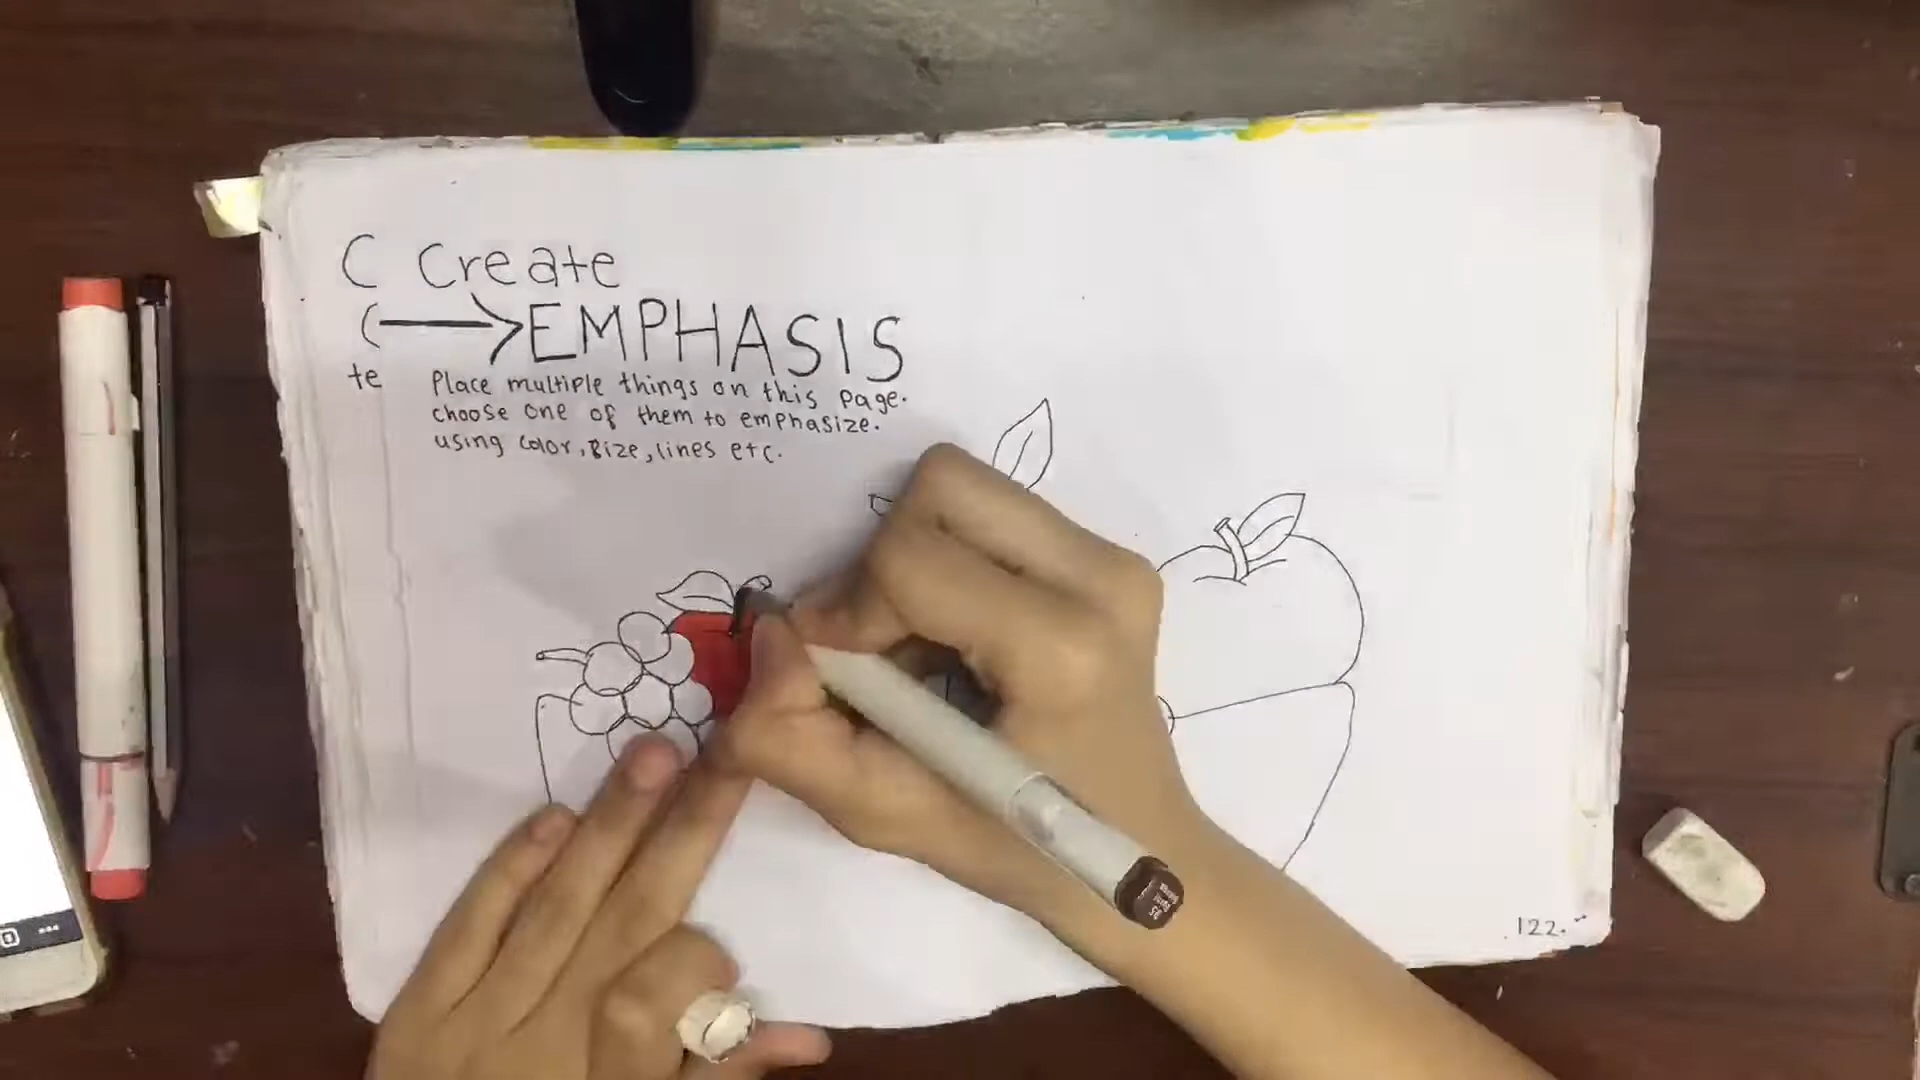 C Create
( EMPHASIS
te Place multiple things on this page.
choose one of them to emphasize.
using color, size, lines etc.
122.